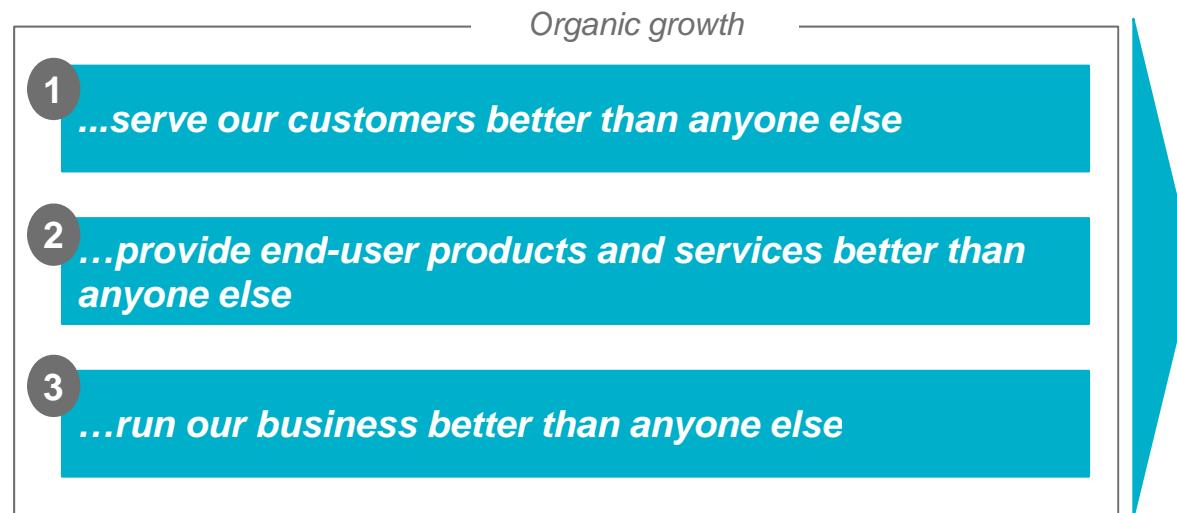 Organic growth
1
...serve our customers better than anyone else
2
…provide end-user products and services better than
anyone else
3
…run our business better than anyone else